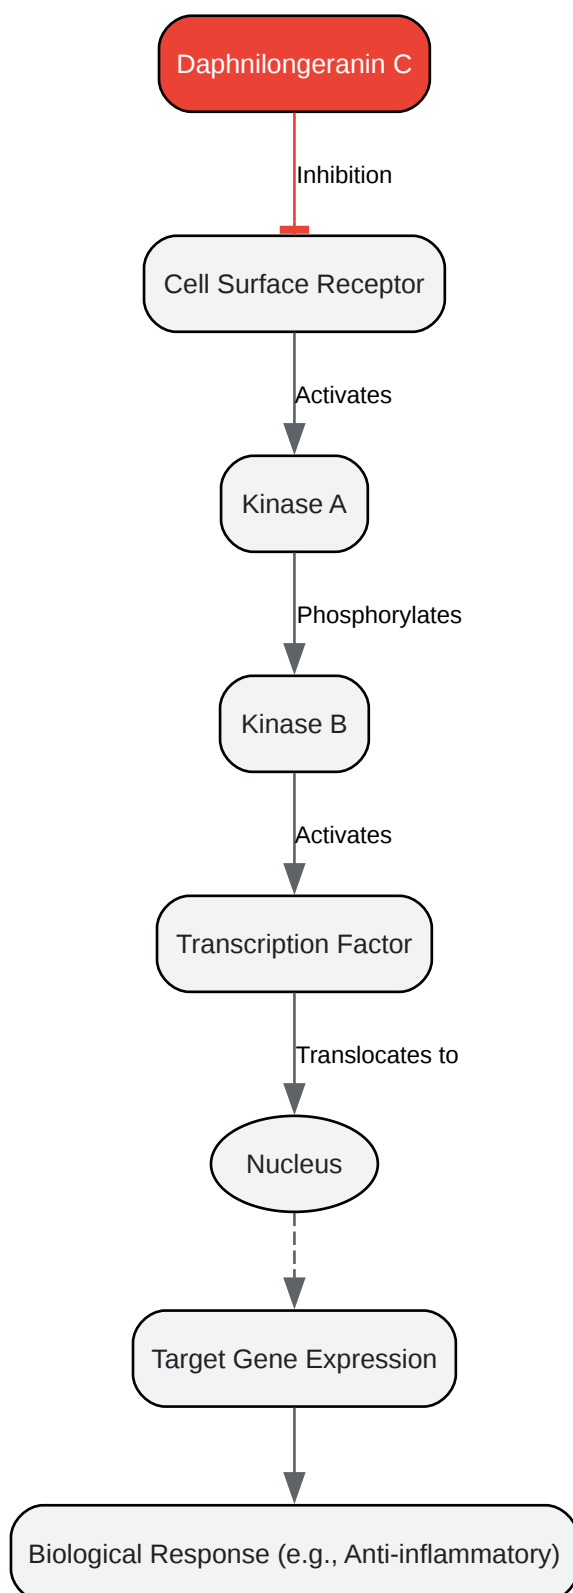 Daphnilongeranin C
Inhibition
Cell Surface Receptor
Activates
Kinase A
Phosphorylates
Kinase B
Activates
Transcription Factor
Translocates to
Nucleus
Target Gene Expression
Biological Response (e.g., Anti-inflammatory)